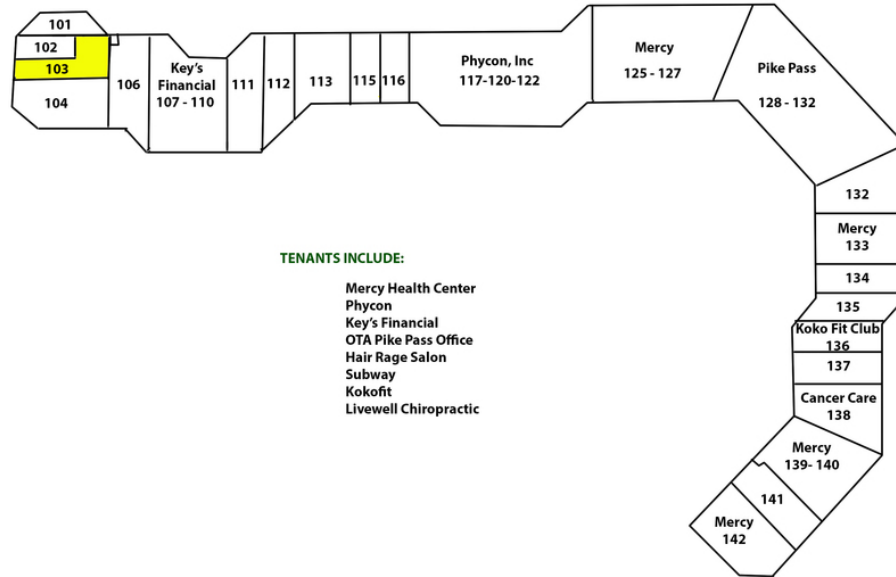 101
102
103
104
106
Key's
Financial
107 - 110
111
112
113
115
116
Phycon, Inc
117-120-122
Mercy
125 - 127
Pike Pass
128 - 132
132
Mercy
133
134
135
Koko Fit Club
136
137
Cancer Care
138
Mercy
139- 140
141
Mercy
142
TENANTS INCLUDE:
Mercy Health Center
Phycon
Key's Financial
OTA Pike Pass Office
Hair Rage Salon
Subway
Kokofit
Livewell Chiropractic